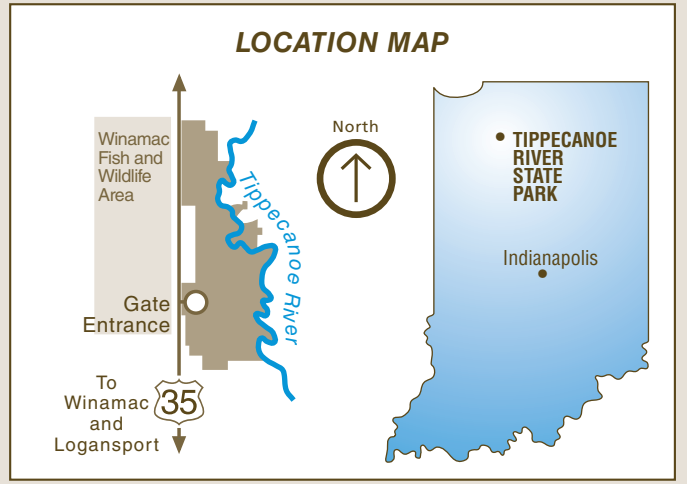 LOCATION MAP
Winamac
Fish and
Wildlife
Area
Tippecanoe River
Gate
Entrance
To
Winamac
and
Logansport
35
North
TIPPECANOE
RIVER
STATE
PARK
Indianapolis